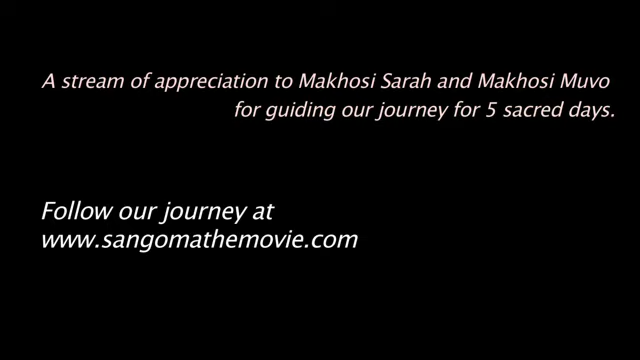 A stream of appreciation to Makhosi Sarah and Makhosi Muvo
for guiding our journey for 5 sacred days.
Follow our journey at
www.sangomathemovie.com